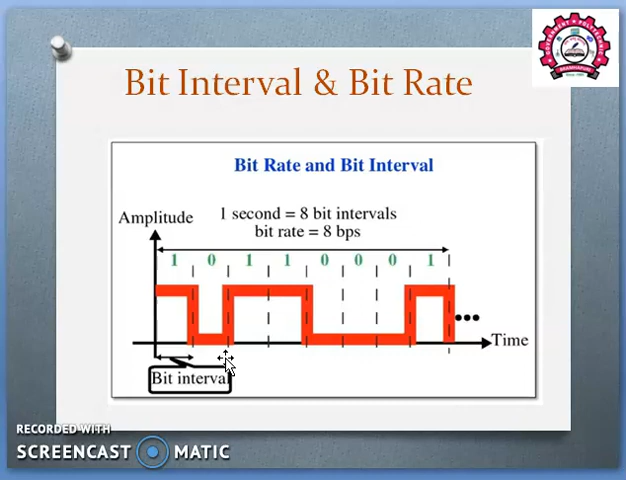 Bit Interval & Bit Rate
Bit Rate and Bit Interval
1 second = 8 bit intervals
bit rate = 8 bps
Amplitude
1 0 1 1 0 0 0 1
Time
Bit interval
RECORDED WITH
SCREENCAST MATIC